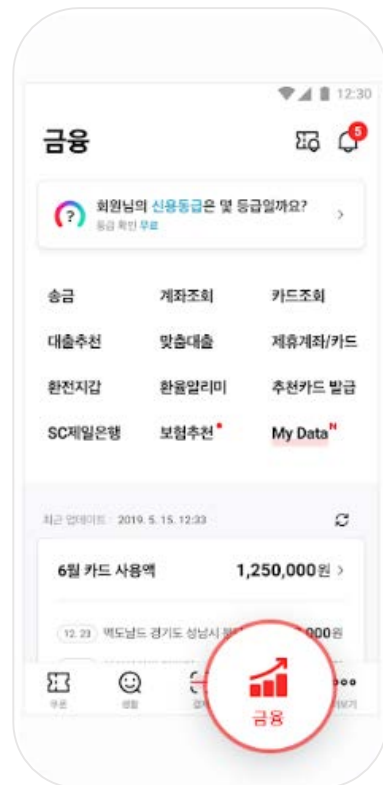 12:30
금융
5
회원님의 신용등급은 몇 등급일까요?
등급 확인 무료
송금 계좌조회 카드조회
대출추천 맞춤대출 제휴계좌/카드
환전지갑 환율알리미 추천카드 발급
SC제일은행 보험추천 My Data N
최근 업데이트 2019. 5. 15. 12:33
6월 카드 사용액 1,250,000원
12. 23 맥도날드 경기도 성남시 000원
무료 생활 금융